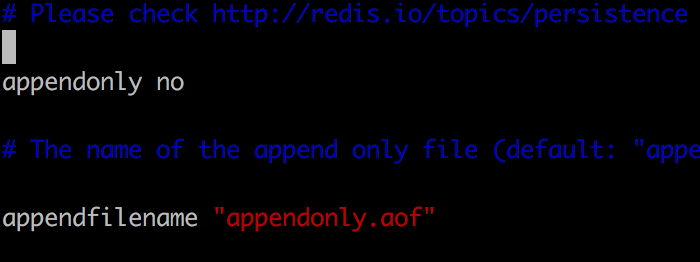 # Please check http://redis.io/topics/persistence
appendonly no
# The name of the append only file (default: "appe
appendfilename "appendonly.aof"